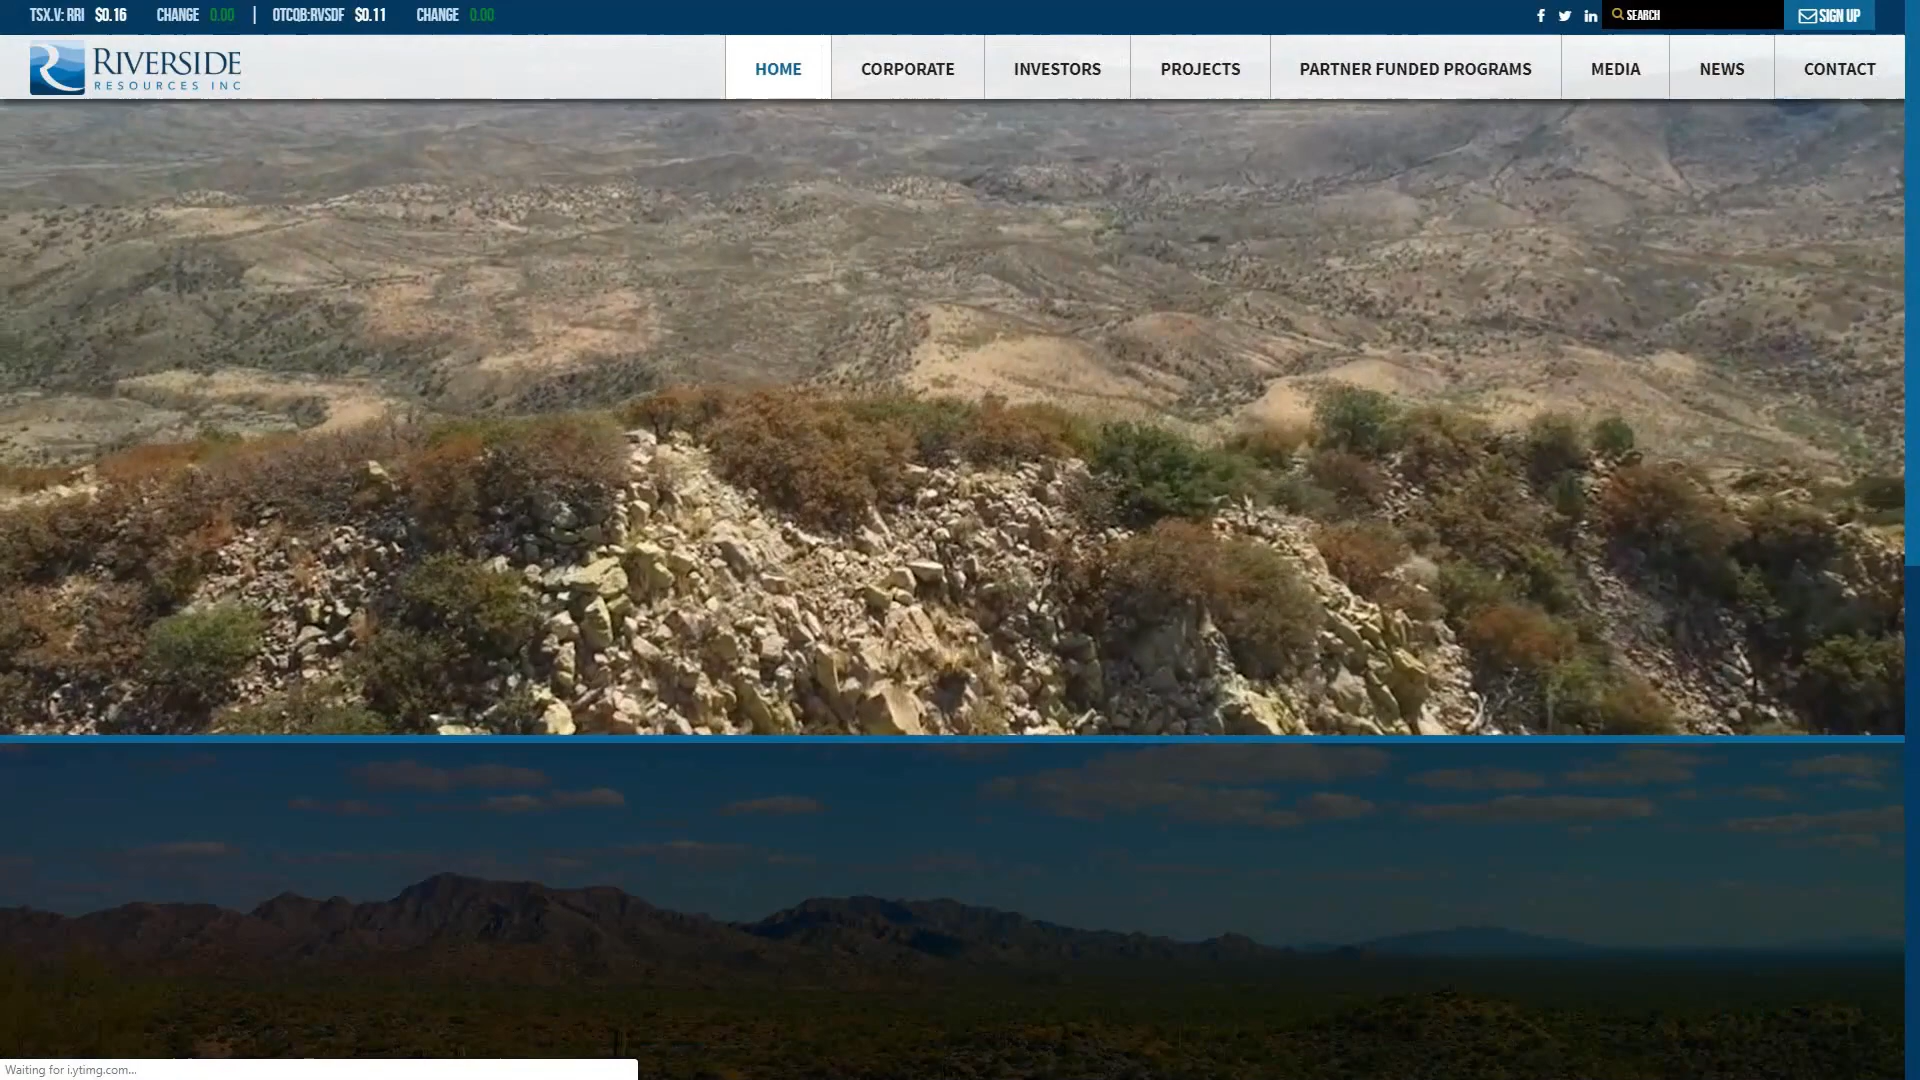 TSX.V: RRI $0.16 CHANGE 0.00 | OTCQB:RVSDF $0.11 CHANGE 0.00
SEARCH
SIGN UP
RIVERSIDE
RESOURCES INC
HOME CORPORATE INVESTORS PROJECTS PARTNER FUNDED PROGRAMS MEDIA NEWS CONTACT
Waiting for i.ytimg.com...